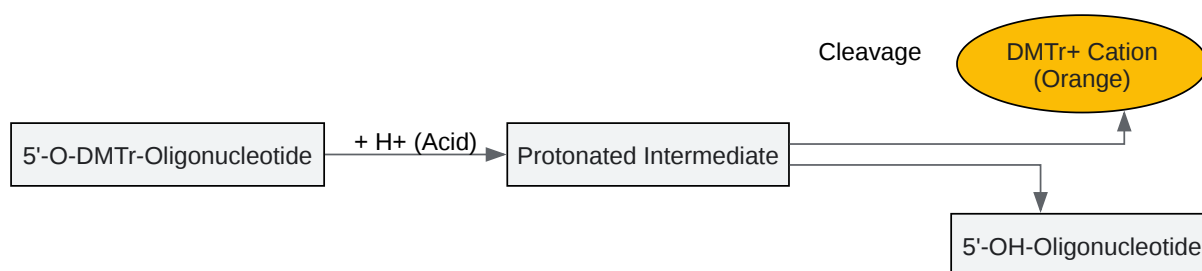 Cleavage
DMTr+ Cation
(Orange)
5'-O-DMTr-Oligonucleotide
+ H+ (Acid)
Protonated Intermediate
5'-OH-Oligonucleotide